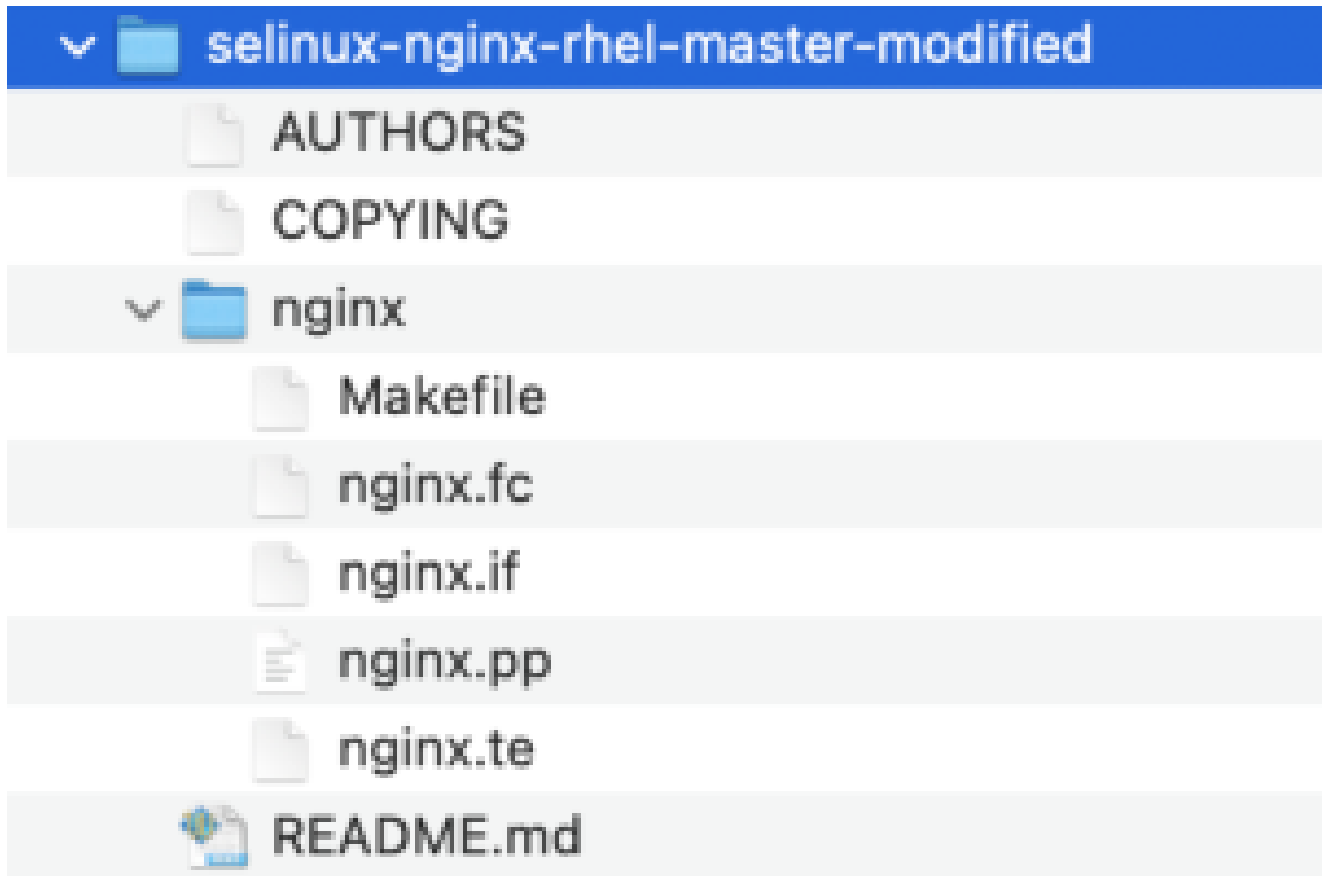 selinux-nginx-rhel-master-modified
AUTHORS
COPYING
nginx
Makefile
nginx.fc
nginx.if
nginx.pp
nginx.te
README.md